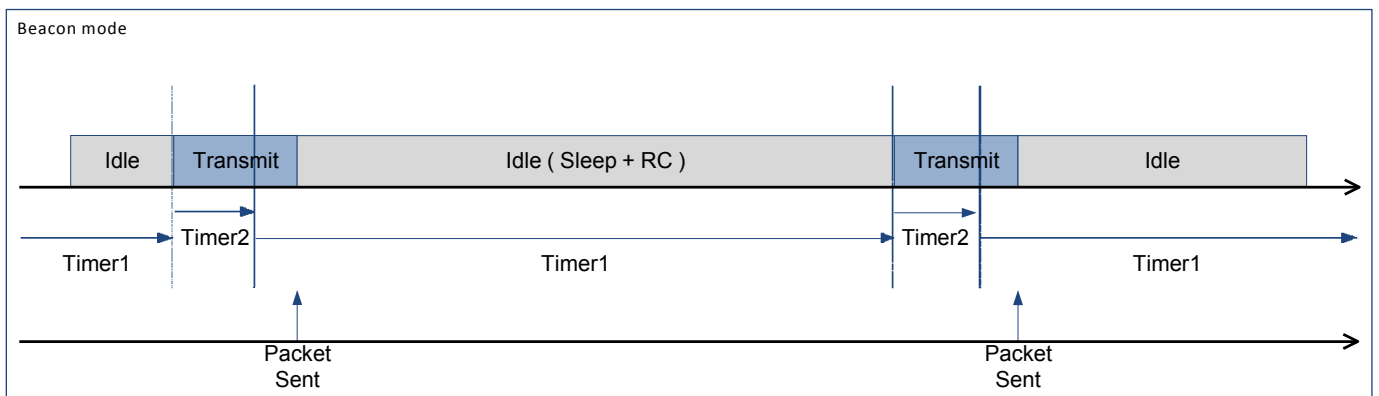 Beacon mode
Idle
Transmit
Idle ( Sleep + RC )
Transmit
Idle
Timer2
Timer2
Timer1
Timer1
Timer1
Packet
Sent
Packet
Sent